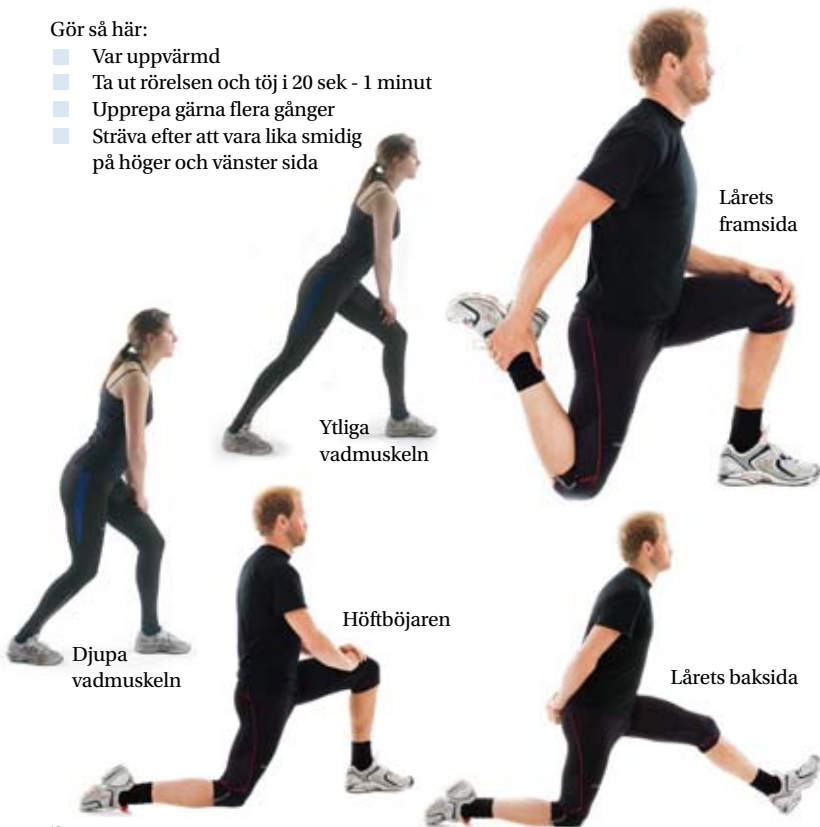 Gör så här:
Var uppvärmd
Ta ut rörelsen och töj i 20 sek - 1 minut
Upprepa gärna flera gånger
Sträva efter att vara lika smidig
på höger och vänster sida
Lårets
framsida
Ytliga
vadmuskeln
Djupa
vadmuskeln
Höftböjaren
Lårets baksida